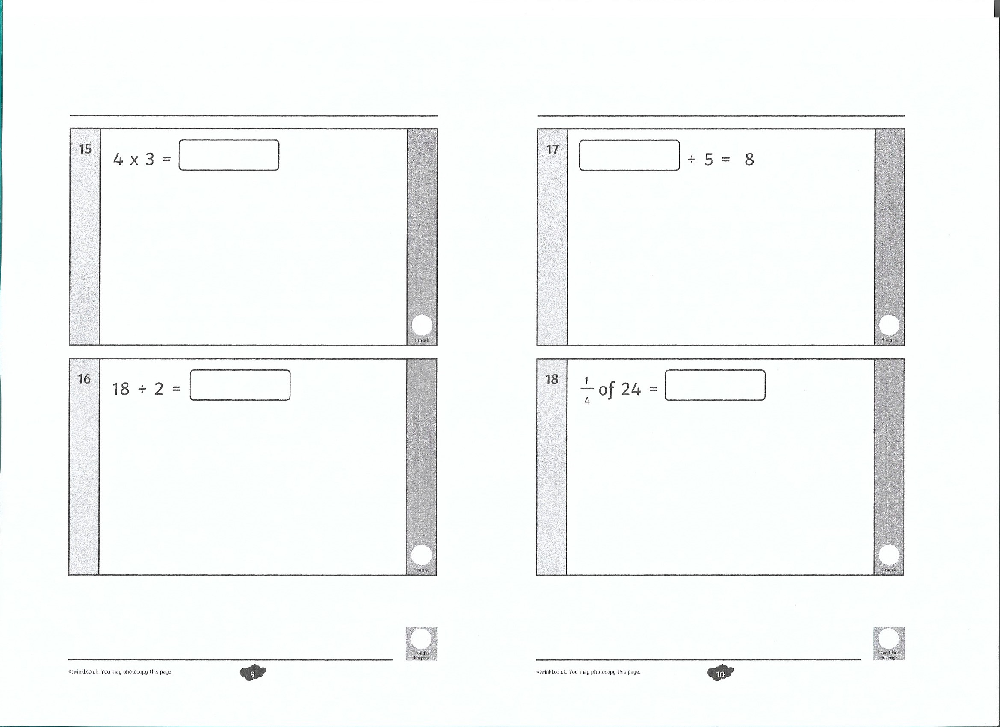 15
4 x 3 =
1 mark
16
18 ÷ 2 =
1 mark
Total for
this page
©twinkl.co.uk. You may photocopy this page.
9
17
÷ 5 = 8
1 mark
18
1/4 of 24 =
1 mark
Total for
this page
©twinkl.co.uk. You may photocopy this page.
10